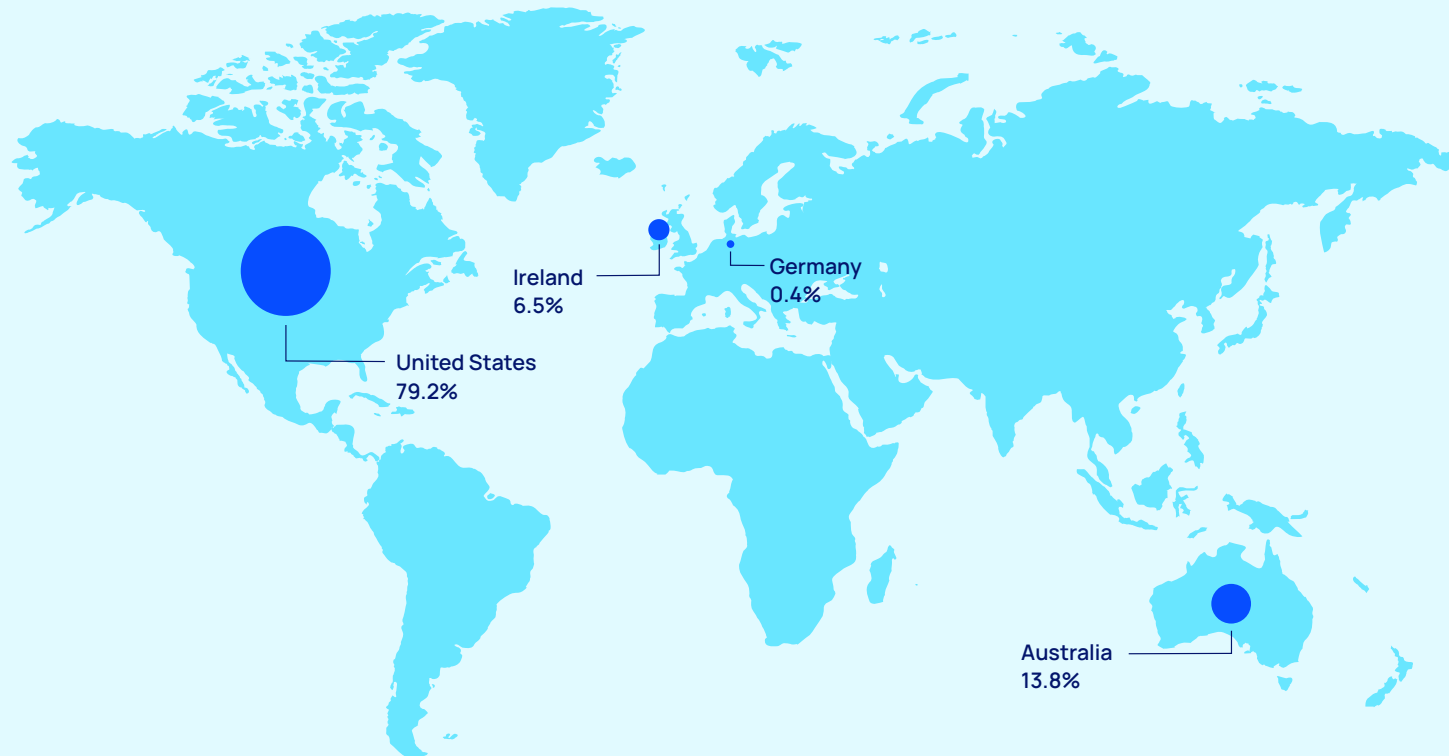 Ireland
6.5%
Germany
0.4%
United States
79.2%
Australia
13.8%